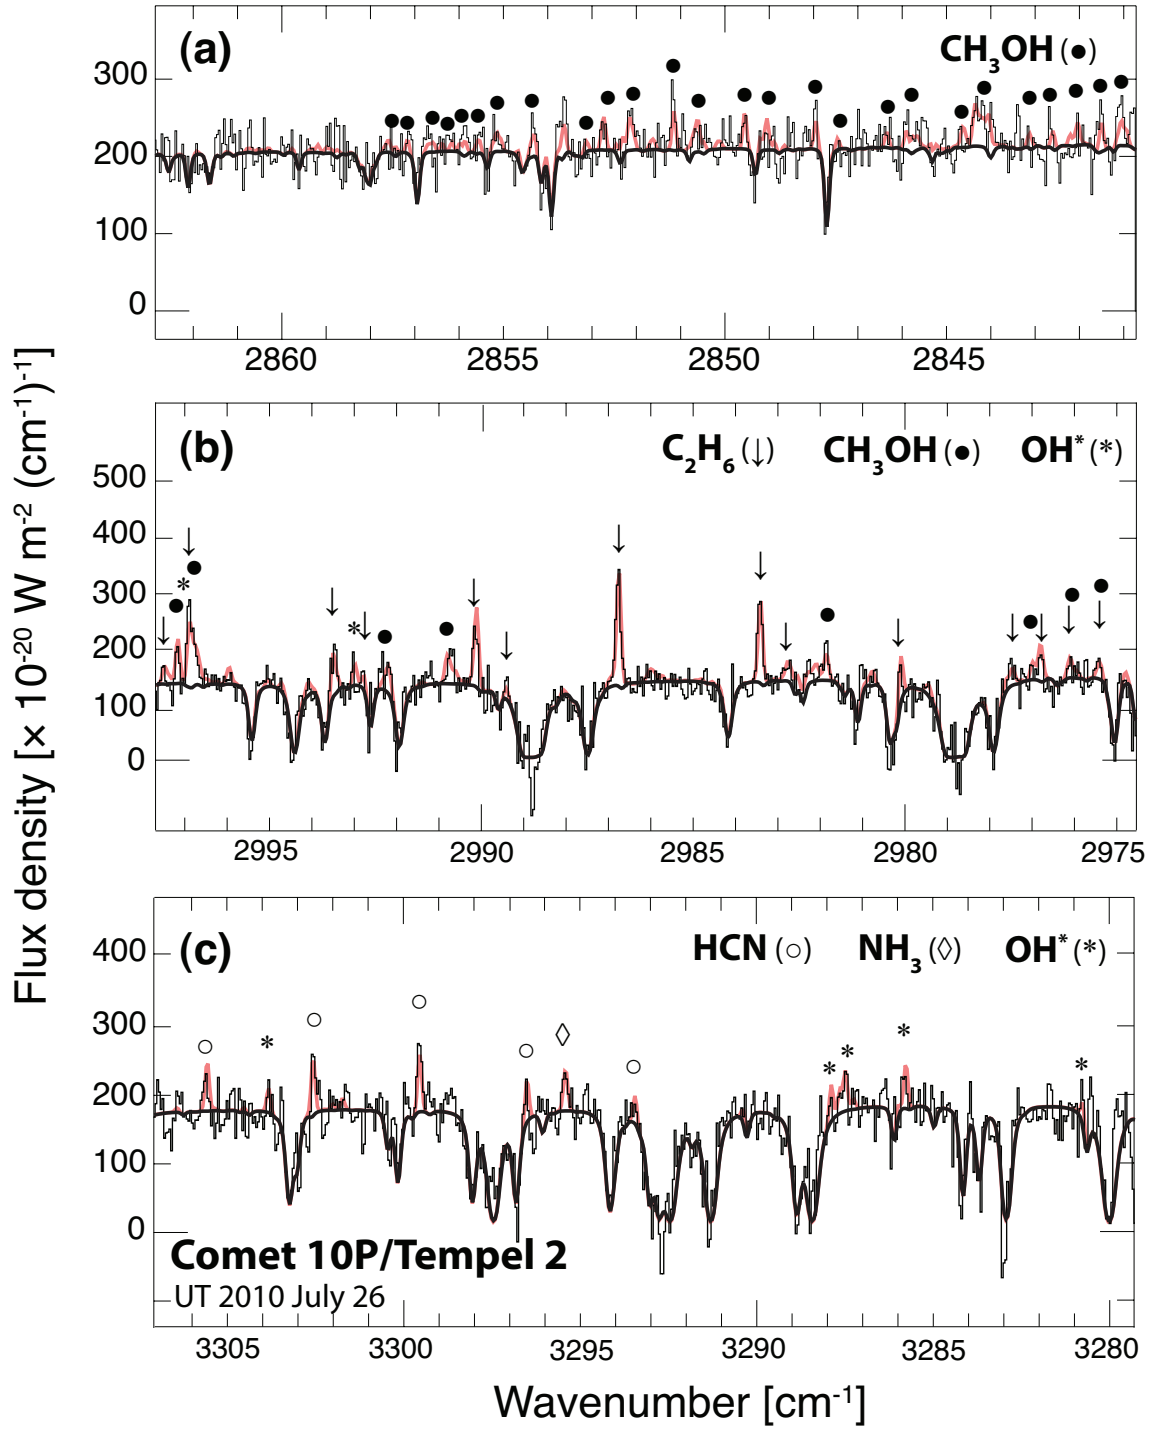 (a) CH₃OH (●)
300
200
100
0
2860 2855 2850 2845
(b) C₂H₆ (↓) CH₃OH (●) OH* (*)
500
400
300
200
100
0
2995 2990 2985 2980 2975
(c) HCN (○) NH₃ (◊) OH* (*)
400
300
200
100
0
Comet 10P/Tempel 2
UT 2010 July 26
3305 3300 3295 3290 3285 3280
Wavenumber [cm⁻¹]
Flux density [× 10⁻²⁰ W m⁻² (cm⁻¹)⁻¹]